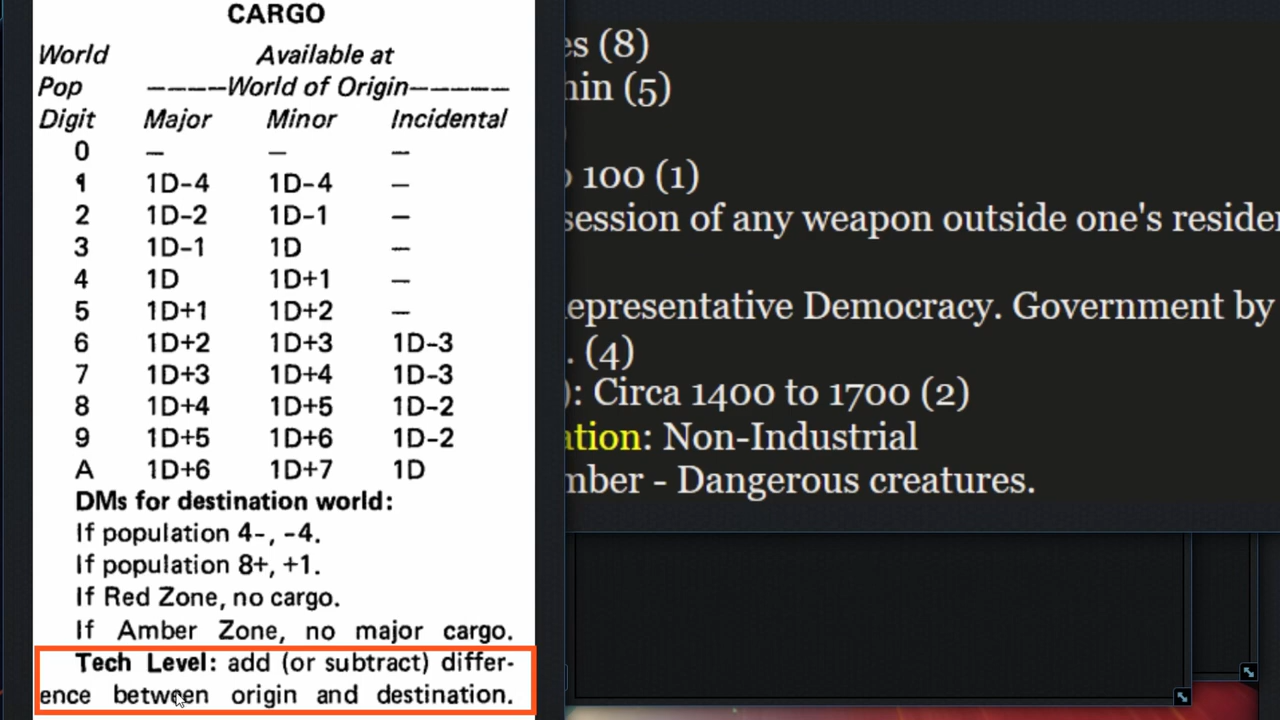 CARGO
World Available at
Pop ————World of Origin—————
Digit Major Minor Incidental
0 — — —
1 1D–4 1D–4 —
2 1D–2 1D–1 —
3 1D–1 1D —
4 1D 1D+1 —
5 1D+1 1D+2 —
6 1D+2 1D+3 1D–3
7 1D+3 1D+4 1D–3
8 1D+4 1D+5 1D–2
9 1D+5 1D+6 1D–2
A 1D+6 1D+7 1D
DMs for destination world:
If population 4-, -4.
If population 8+, +1.
If Red Zone, no cargo.
If Amber Zone, no major cargo.
Tech Level: add (or subtract) differ-
ence between origin and destination.
es (8)
min (5)
100 (1)
session of any weapon outside one's reside
epresentative Democracy. Government by
. (4)
): Circa 1400 to 1700 (2)
ation: Non-Industrial
mber - Dangerous creatures.